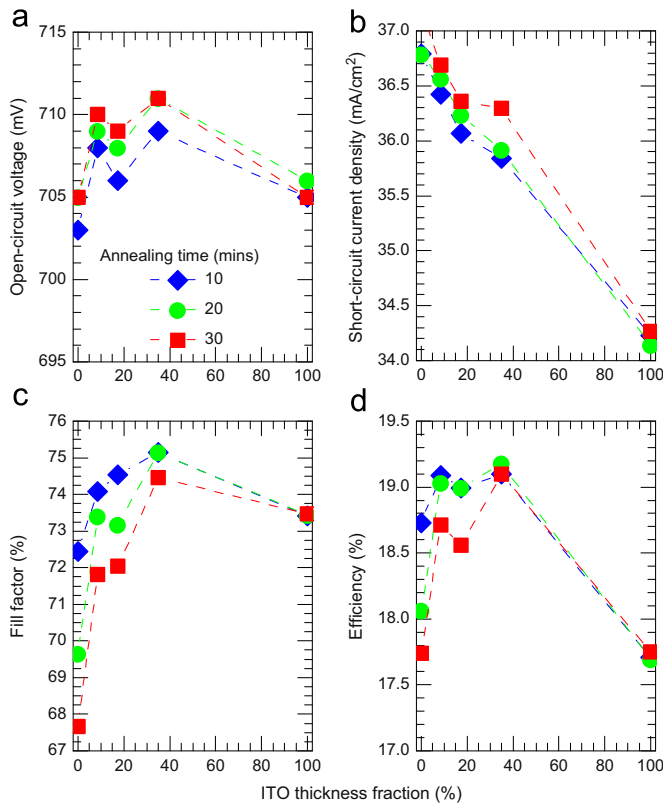 a
715
710
705
700
695
Open-circuit voltage (mV)
Annealing time (mins)
10
20
30
0 20 40 60 80 100
b
37.0
36.5
36.0
35.5
35.0
34.5
34.0
Short-circuit current density (mA/cm²)
0 20 40 60 80 100
c
76
75
74
73
72
71
70
69
68
67
Fill factor (%)
0 20 40 60 80 100
d
19.5
19.0
18.5
18.0
17.5
17.0
Efficiency (%)
0 20 40 60 80 100
ITO thickness fraction (%)